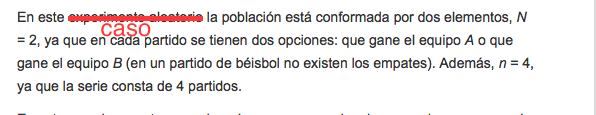 En este experimento aleatorio la población está conformada por dos elementos, N
caso
= 2, ya que en cada partido se tienen dos opciones: que gane el equipo A o que
gane el equipo B (en un partido de béisbol no existen los empates). Además, n = 4,
ya que la serie consta de 4 partidos.